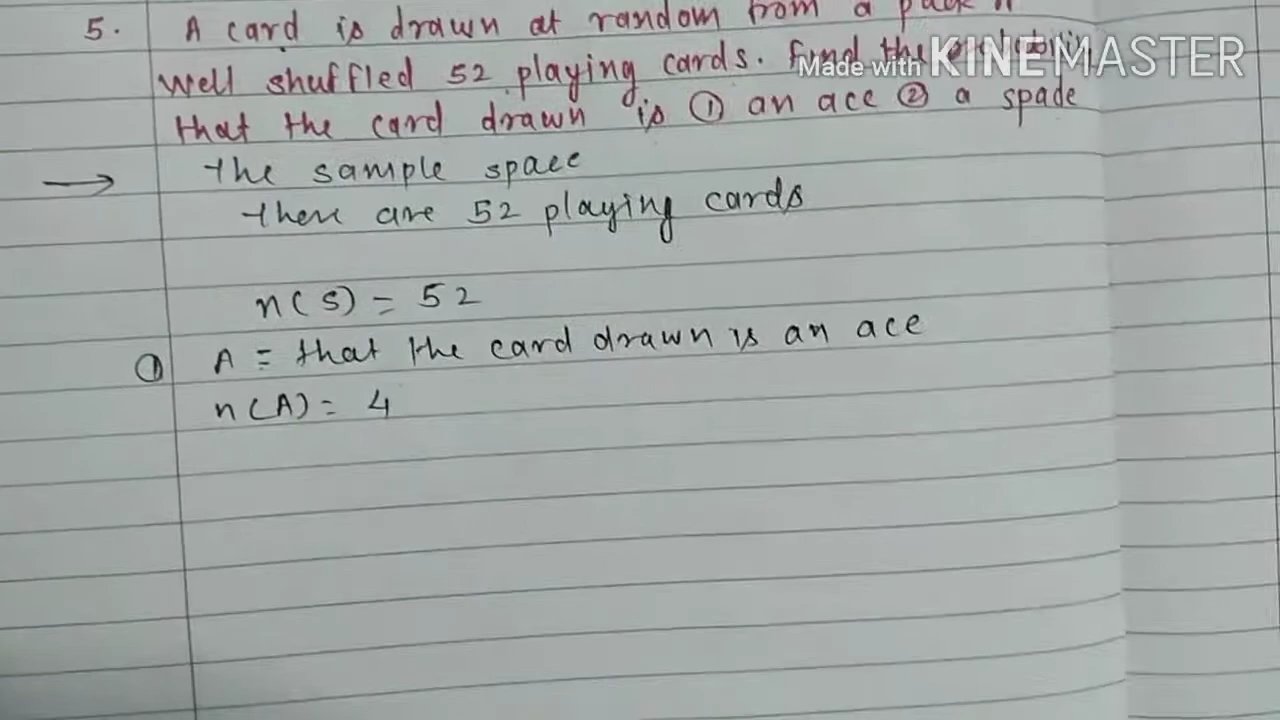 5. A card is drawn at random from a pack
well shuffled 52 playing cards. Find the
that the card drawn is ① an ace ② a spade
→ the sample space
there are 52 playing cards
n(S) = 52
① A = that the card drawn is an ace
n(A) = 4
Made with KINEMASTER